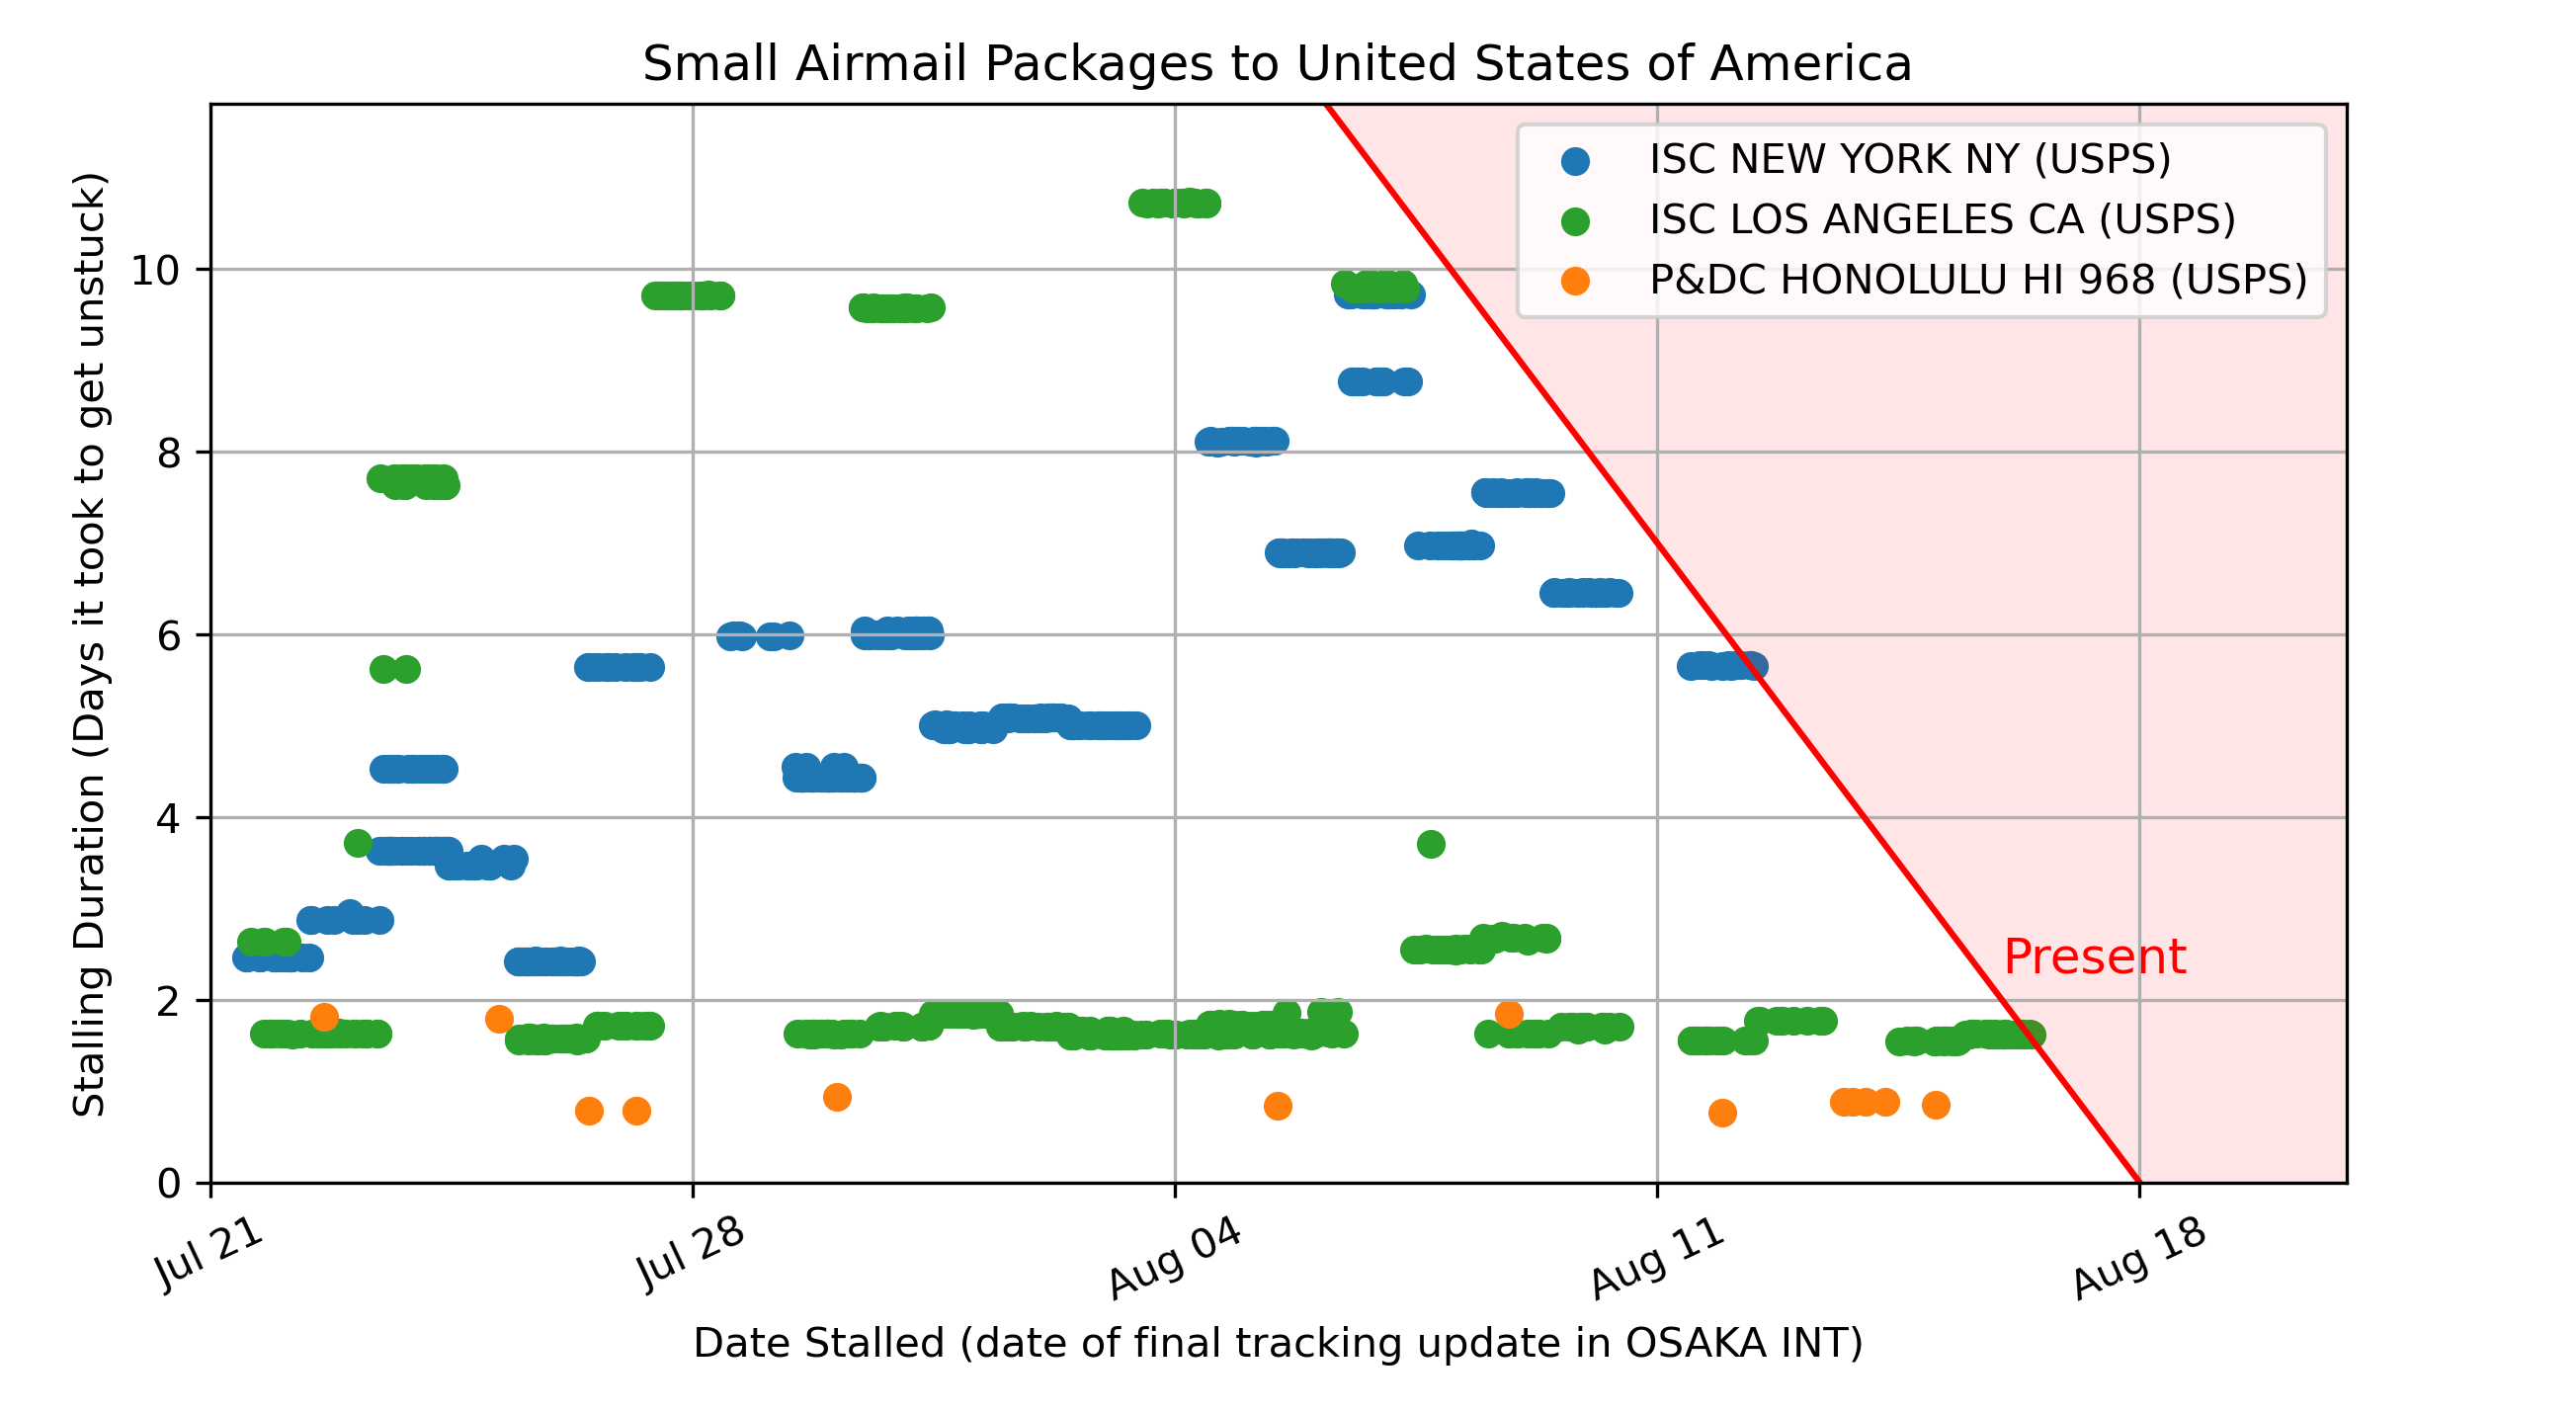 Small Airmail Packages to United States of America
ISC NEW YORK NY (USPS)
ISC LOS ANGELES CA (USPS)
P&DC HONOLULU HI 968 (USPS)
Stalling Duration (Days it took to get unstuck)
10
8
6
4
2
0
Present
Jul 21
Jul 28
Aug 04
Aug 11
Aug 18
Date Stalled (date of final tracking update in OSAKA INT)